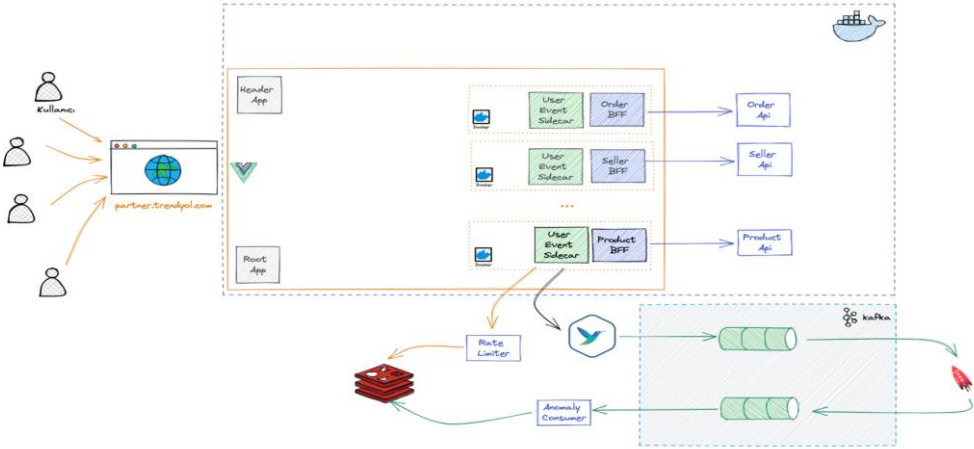 Kullanıcı
partner.trendyol.com
Header
App
Root
App
User
Event
Sidecar
Order
BFF
Order
Api
User
Event
Sidecar
Seller
BFF
Seller
Api
...
User
Event
Sidecar
Product
BFF
Product
Api
Rate
Limiter
kafka
Anomaly
Consumer